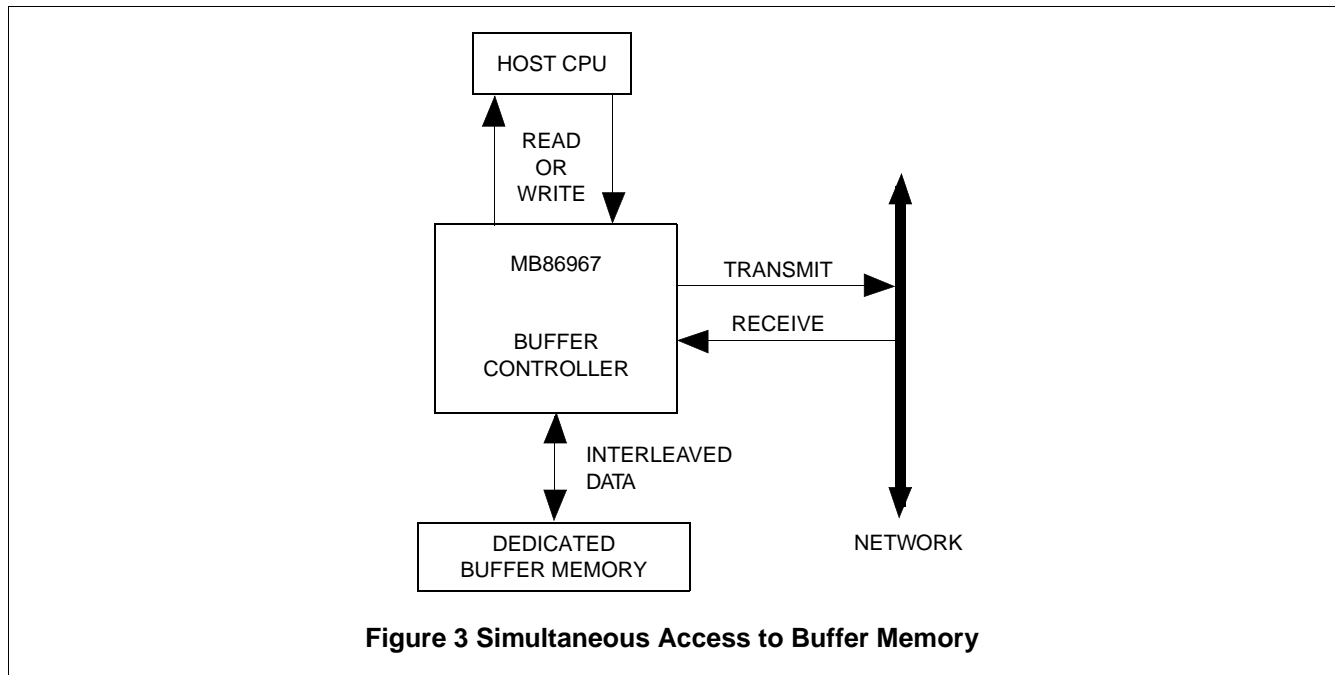 HOST CPU
READ
OR
WRITE
MB86967
BUFFER
CONTROLLER
TRANSMIT
RECEIVE
INTERLEAVED
DATA
DEDICATED
BUFFER MEMORY
NETWORK
Figure 3 Simultaneous Access to Buffer Memory